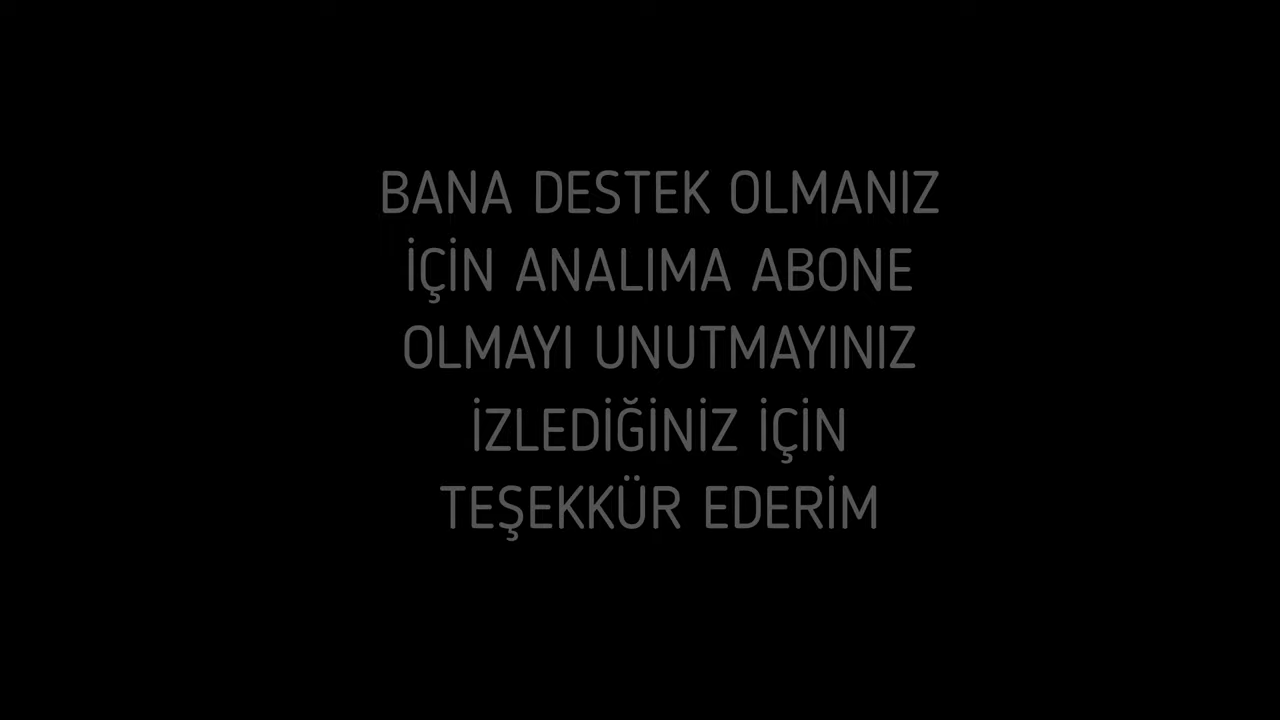 BANA DESTEK OLMANIZ
İÇİN ANALIMA ABONE
OLMAYI UNUTMAYINIZ
İZLEDİĞİNİZ İÇİN
TEŞEKKÜR EDERİM